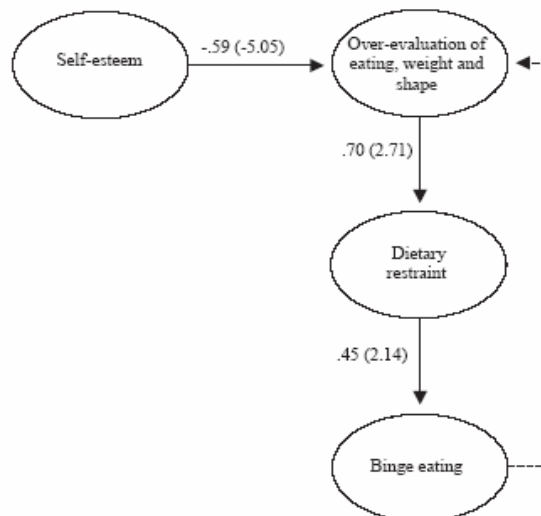 Self-esteem
-.59 (-5.05)
Over-evaluation of
eating, weight and
shape
.70 (2.71)
Dietary
restraint
.45 (2.14)
Binge eating